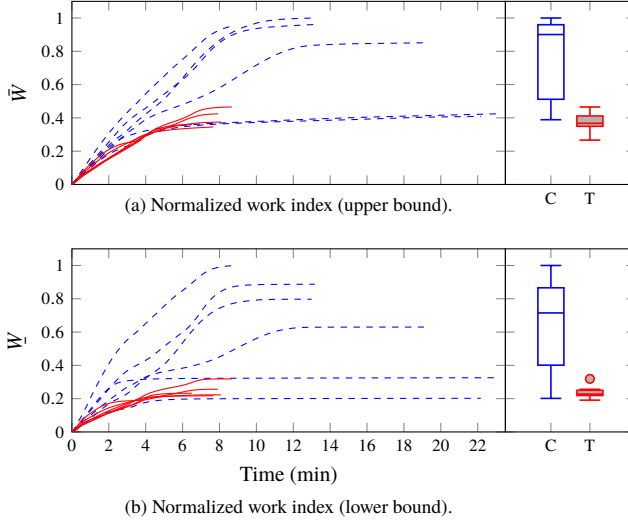 1
0.8
0.6
0.4
0.2
0
W̄
C T
(a) Normalized work index (upper bound).
1
0.8
0.6
0.4
0.2
0
W̲
0 2 4 6 8 10 12 14 16 18 20 22 C T
Time (min)
(b) Normalized work index (lower bound).